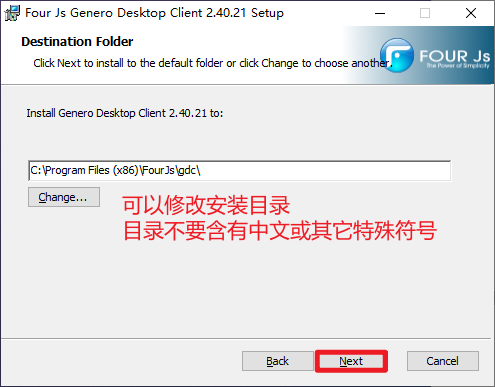 Four Js Genero Desktop Client 2.40.21 Setup
Destination Folder
Click Next to install to the default folder or click Change to choose another.
FOUR Js
The Power of Simplicity
Install Genero Desktop Client 2.40.21 to:
C:\Program Files (x86)\FourJs\gdc\
Change...
可以修改安装目录
目录不要含有中文或其它特殊符号
Back
Next
Cancel